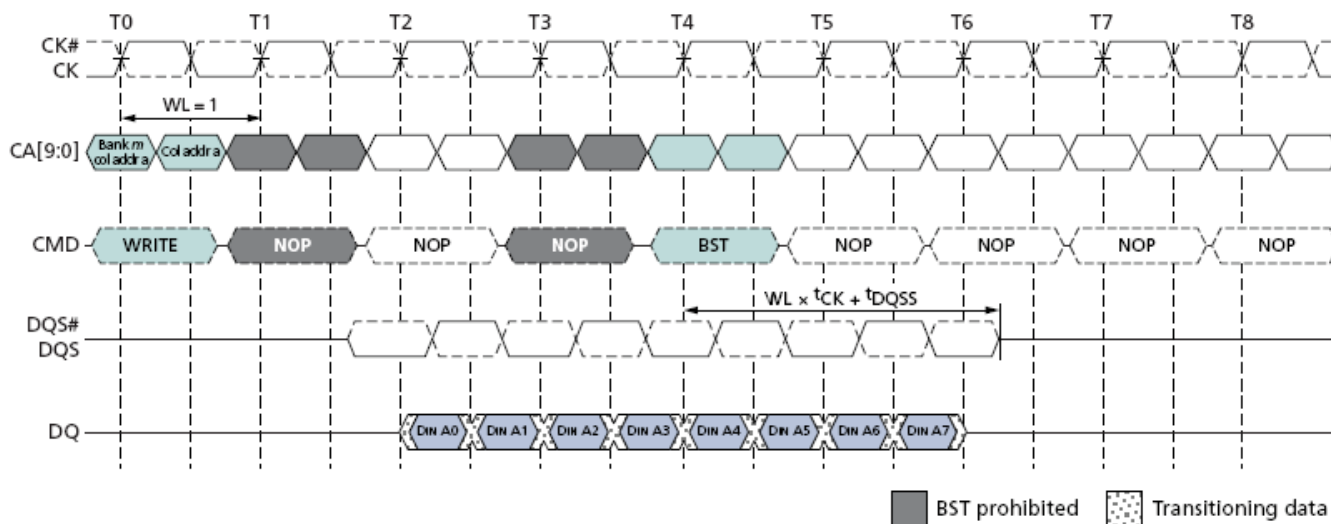 T0 T1 T2 T3 T4 T5 T6 T7 T8
CK#
CK
WL = 1
CA[9:0] Bank m col addr a Col addr a
CMD WRITE NOP NOP NOP BST NOP NOP NOP NOP
WL × tCK + tDQSS
DQS#
DQS
DQ DIN A0 DIN A1 DIN A2 DIN A3 DIN A4 DIN A5 DIN A6 DIN A7
BST prohibited Transitioning data